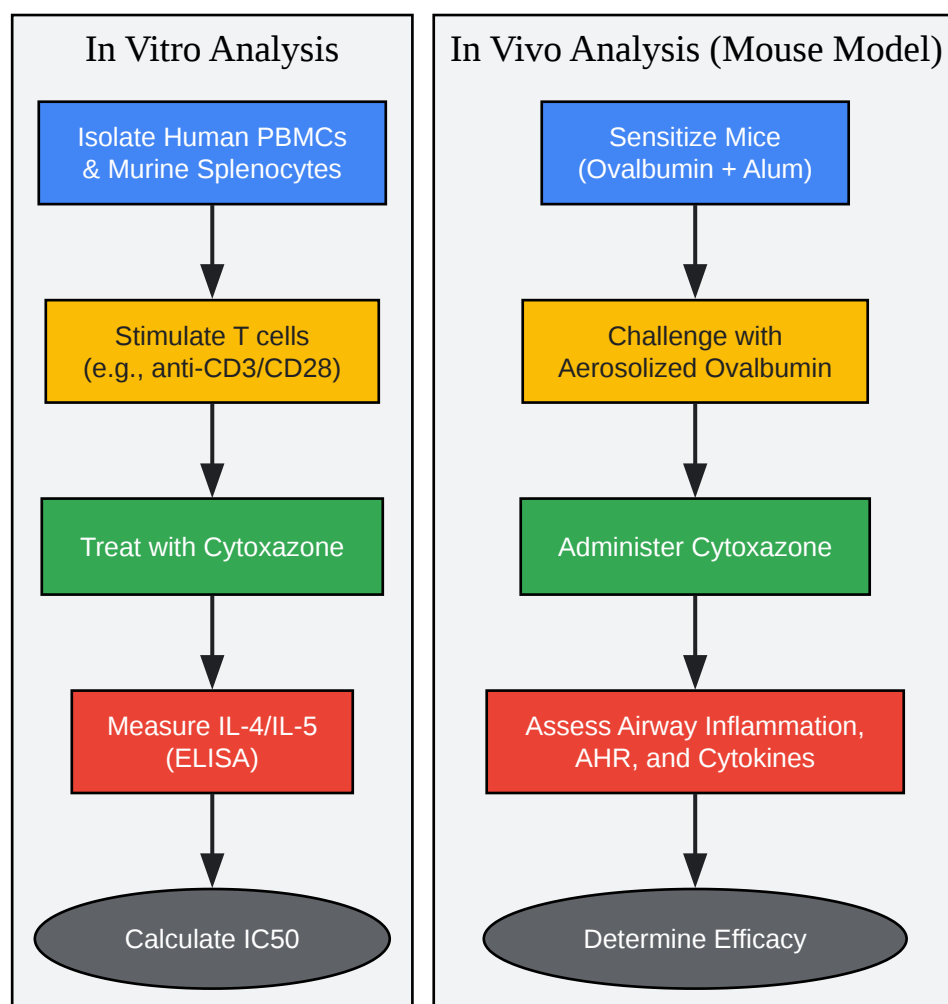 In Vitro Analysis
Isolate Human PBMCs
& Murine Splenocytes
Stimulate T cells
(e.g., anti-CD3/CD28)
Treat with Cytoxazone
Measure IL-4/IL-5
(ELISA)
Calculate IC50
In Vivo Analysis (Mouse Model)
Sensitize Mice
(Ovalbumin + Alum)
Challenge with
Aerosolized Ovalbumin
Administer Cytoxazone
Assess Airway Inflammation,
AHR, and Cytokines
Determine Efficacy